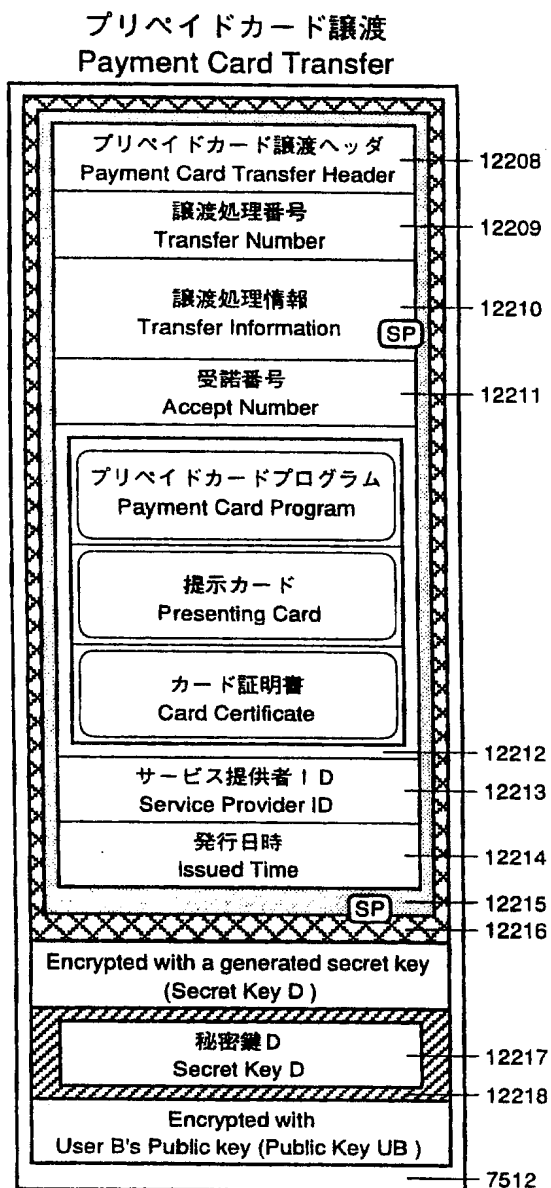 プリペイドカード譲渡
Payment Card Transfer
プリペイドカード譲渡ヘッダ
Payment Card Transfer Header
12208
譲渡処理番号
Transfer Number
12209
譲渡処理情報
Transfer Information
SP
12210
受諾番号
Accept Number
12211
プリペイドカードプログラム
Payment Card Program
提示カード
Presenting Card
カード証明書
Card Certificate
12212
サービス提供者ID
Service Provider ID
12213
発行日時
Issued Time
12214
SP
12215
12216
Encrypted with a generated secret key
(Secret Key D )
秘密鍵D
Secret Key D
12217
12218
Encrypted with
User B's Public key (Public Key UB )
7512